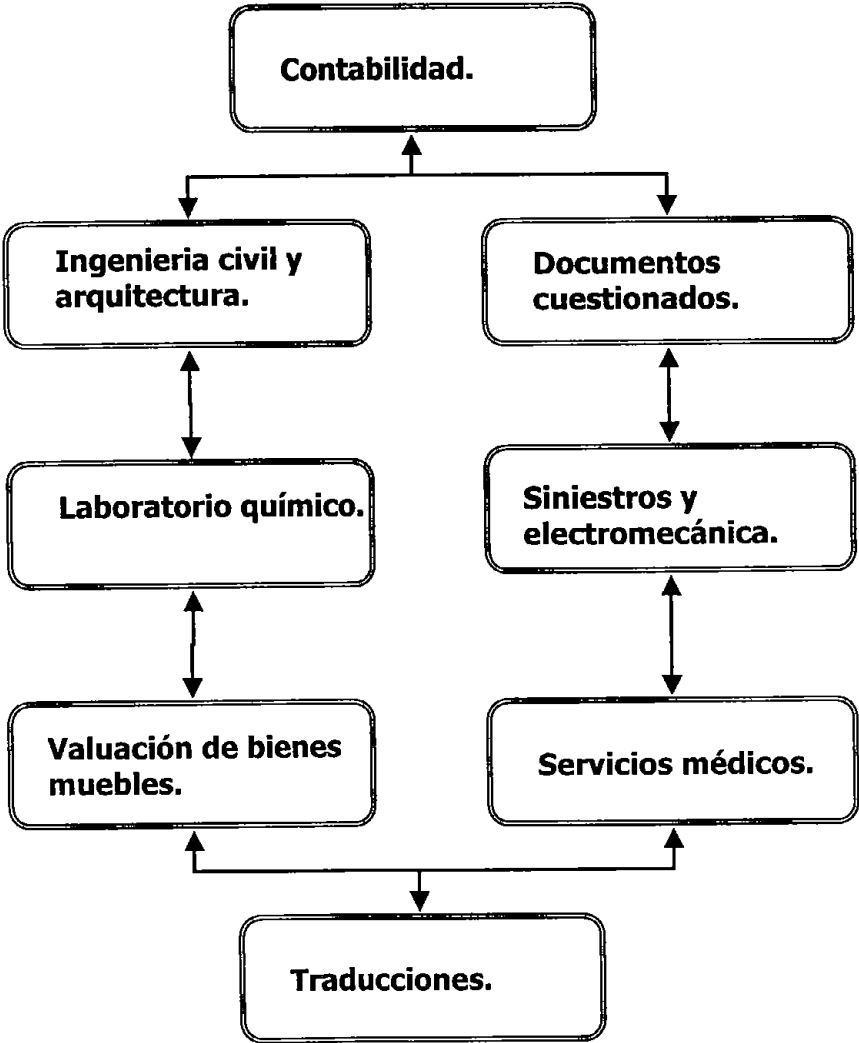 Contabilidad.
Ingenieria civil y
arquitectura.
Documentos
cuestionados.
Laboratorio químico.
Siniestros y
electromecánica.
Valuación de bienes
muebles.
Servicios médicos.
Traducciones.